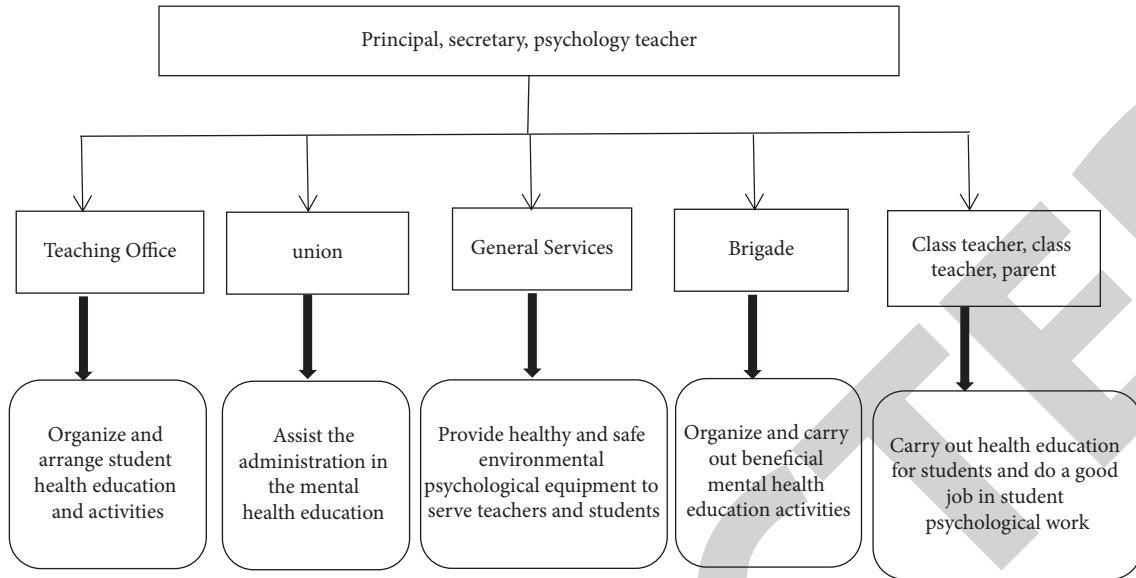 Principal, secretary, psychology teacher
Teaching Office
union
General Services
Brigade
Class teacher, class
teacher, parent
Organize and
arrange student
health education
and activities
Assist the
administration in
the mental
health education
Provide healthy and safe
environmental
psychological equipment to
serve teachers and students
Organize and carry
out beneficial
mental health
education activities
Carry out health education
for students and do a good
job in student
psychological work
CTE